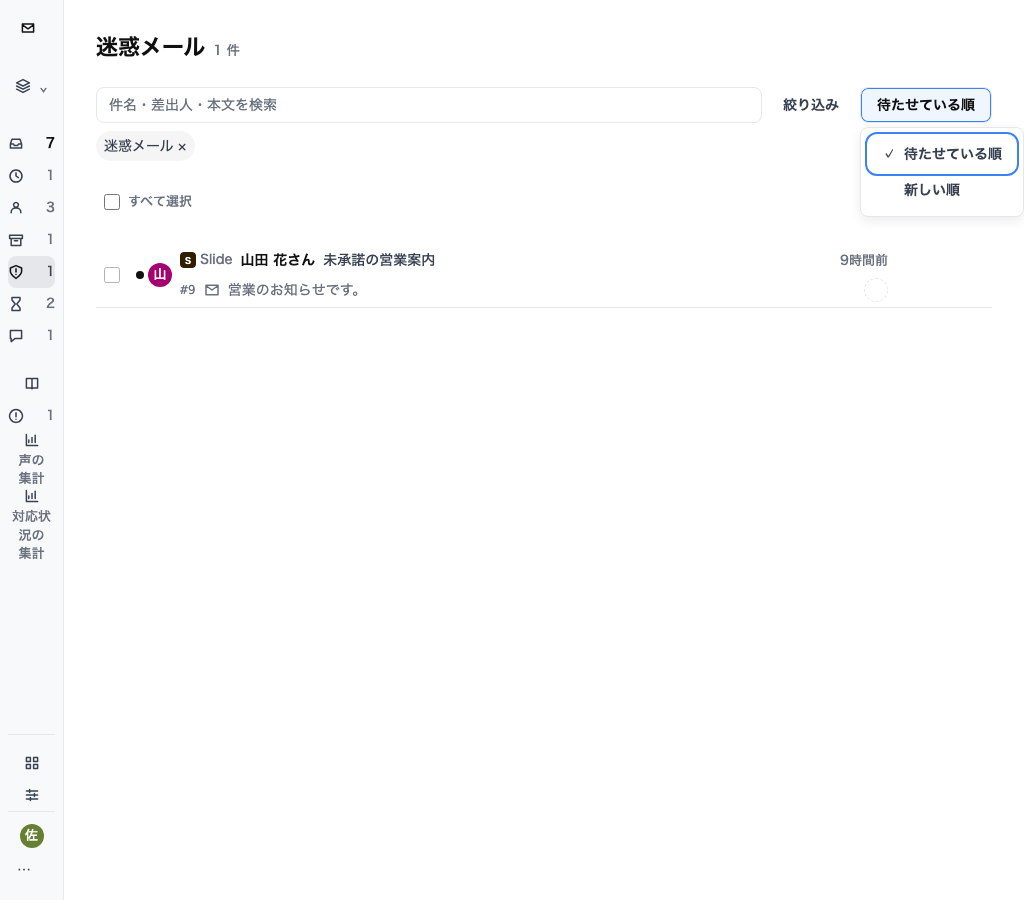 迷惑メール 1 件
件名・差出人・本文を検索
絞り込み
待たせている順
迷惑メール ×
✓ 待たせている順
新しい順
すべて選択
山
s Slide 山田 花さん 未承諾の営業案内
9時間前
#9 営業のお知らせです。
7
1
3
1
1
2
1
1
声の
集計
対応状
況の
集計
佐
…